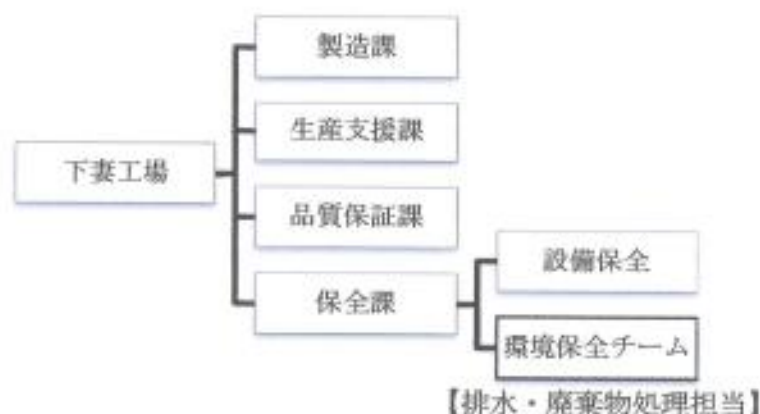 製造課
生産支援課
下妻工場
品質保証課
保全課
設備保全
環境保全チーム
【排水・廃棄物処理担当】